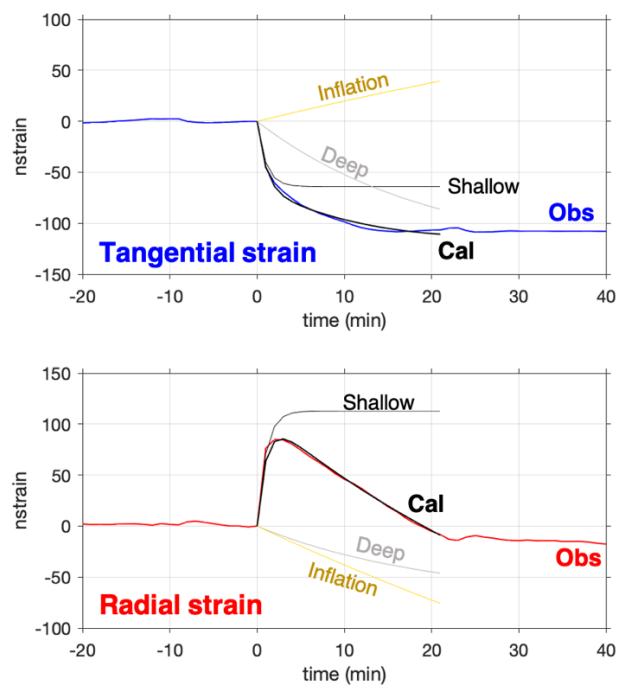 100
50
0
-50
-100
-150
nstrain
Inflation
Deep
Shallow
Obs
Cal
Tangential strain
-20
-10
0
10
20
30
40
time (min)
150
100
50
0
-50
-100
nstrain
Shallow
Cal
Deep
Inflation
Obs
Radial strain
-20
-10
0
10
20
30
40
time (min)